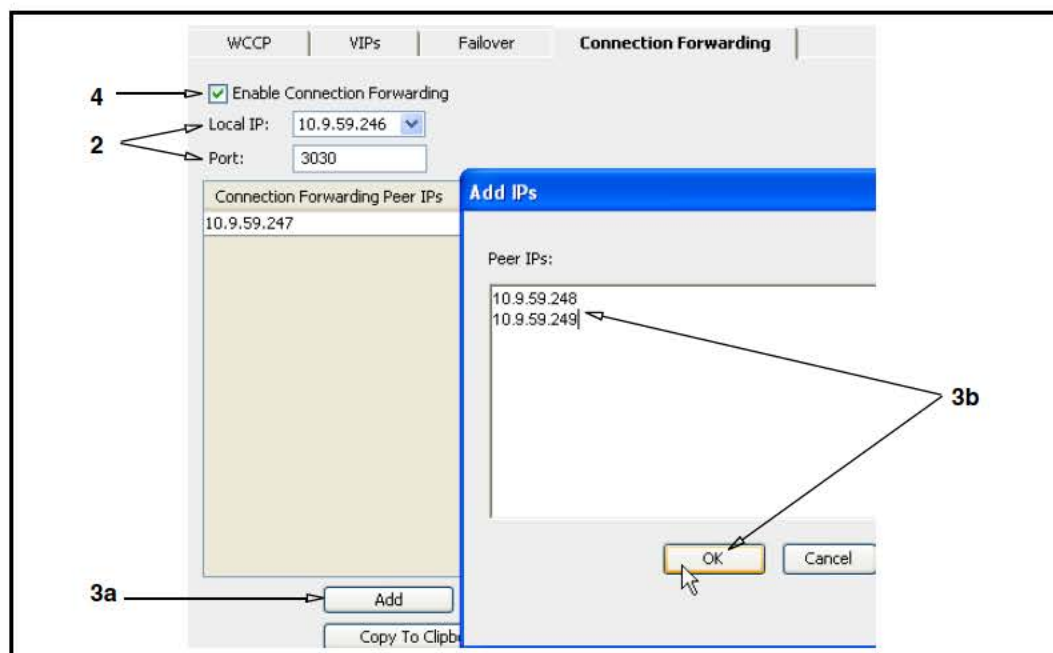 WCCP VIPs Failover Connection Forwarding
4 Enable Connection Forwarding
Local IP: 10.9.59.246
2
Port: 3030
Connection Forwarding Peer IPs
10.9.59.247
Add IPs
Peer IPs:
10.9.59.248
10.9.59.249
3b
OK Cancel
3a Add
Copy To